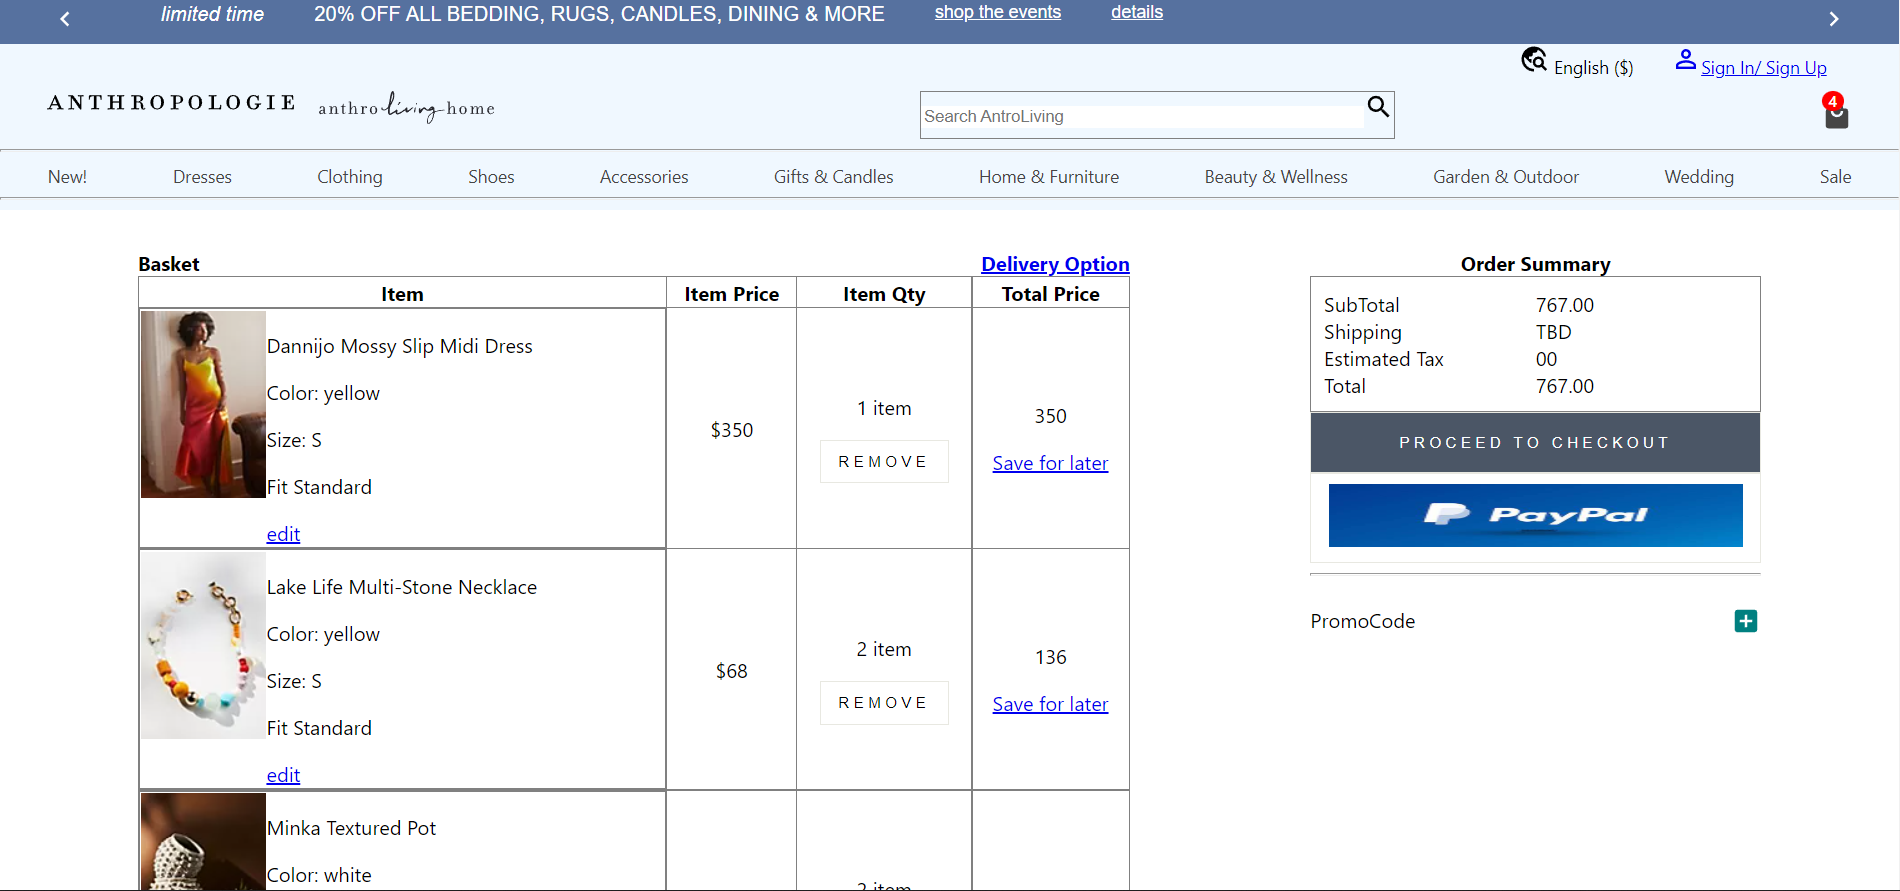 limited time 20% OFF ALL BEDDING, RUGS, CANDLES, DINING & MORE shop the events details
English ($) Sign In/ Sign Up
ANTHROPOLOGIE anthroliving home
Search AntroLiving
4
New! Dresses Clothing Shoes Accessories Gifts & Candles Home & Furniture Beauty & Wellness Garden & Outdoor Wedding Sale
Basket Delivery Option
Item Item Price Item Qty Total Price
Dannijo Mossy Slip Midi Dress
Color: yellow
Size: S
Fit Standard
edit
$350
1 item
REMOVE
350
Save for later
Lake Life Multi-Stone Necklace
Color: yellow
Size: S
Fit Standard
edit
$68
2 item
REMOVE
136
Save for later
Minka Textured Pot
Color: white
2 item
Order Summary
SubTotal 767.00
Shipping TBD
Estimated Tax 00
Total 767.00
PROCEED TO CHECKOUT
PayPal
PromoCode